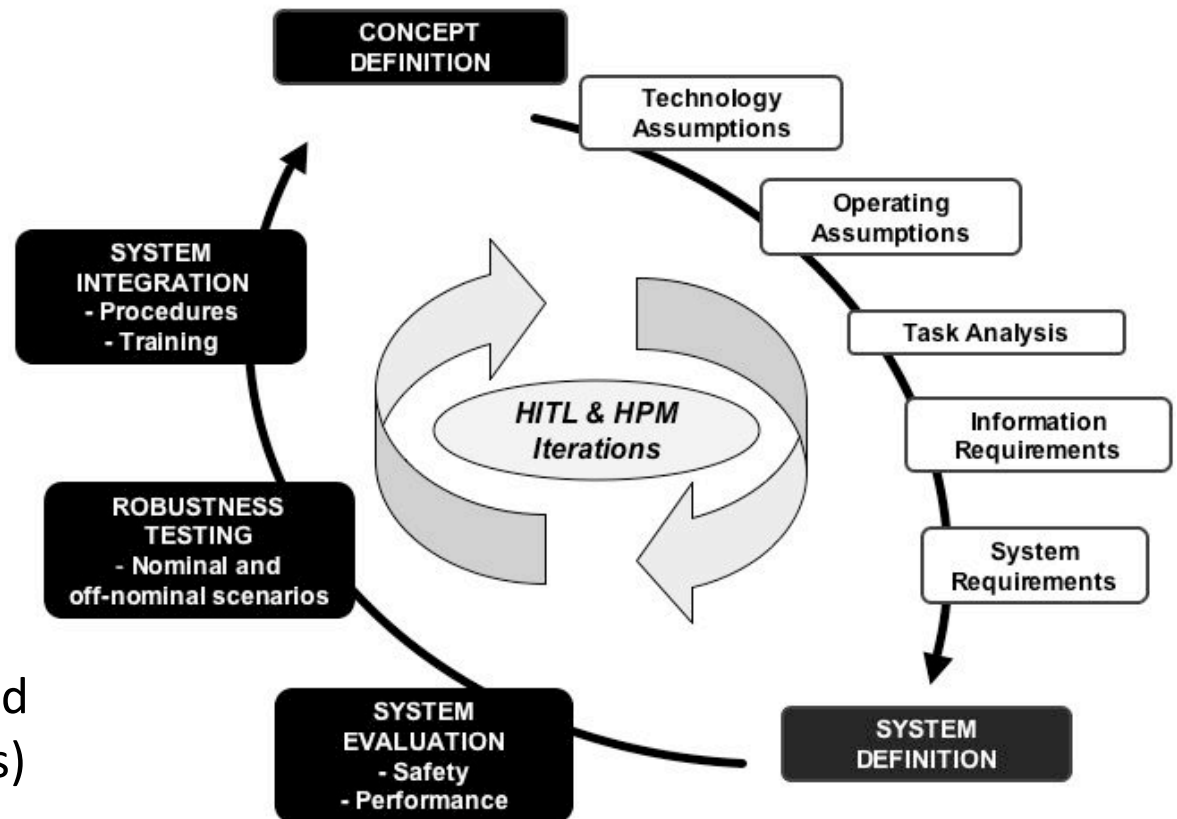 CONCEPT
DEFINITION
Technology
Assumptions
Operating
Assumptions
Task Analysis
Information
Requirements
System
Requirements
SYSTEM
DEFINITION
SYSTEM
EVALUATION
- Safety
- Performance
ROBUSTNESS
TESTING
- Nominal and
off-nominal scenarios
SYSTEM
INTEGRATION
- Procedures
- Training
HITL & HPM
Iterations
d
s)